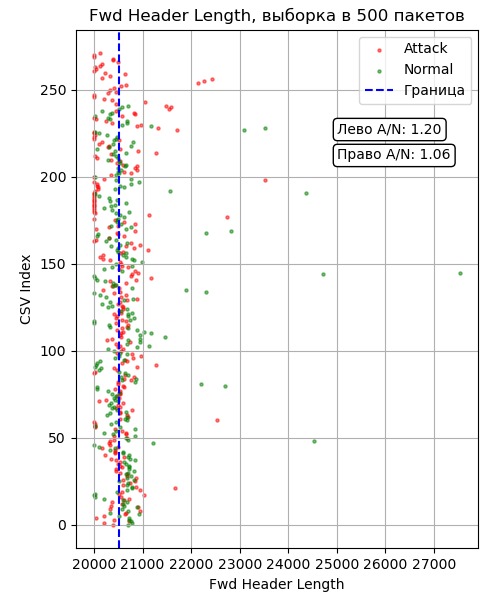 Fwd Header Length, выборка в 500 пакетов
Attack
Normal
Граница
Лево A/N: 1.20
Право A/N: 1.06
CSV Index
250
200
150
100
50
0
20000 21000 22000 23000 24000 25000 26000 27000
Fwd Header Length